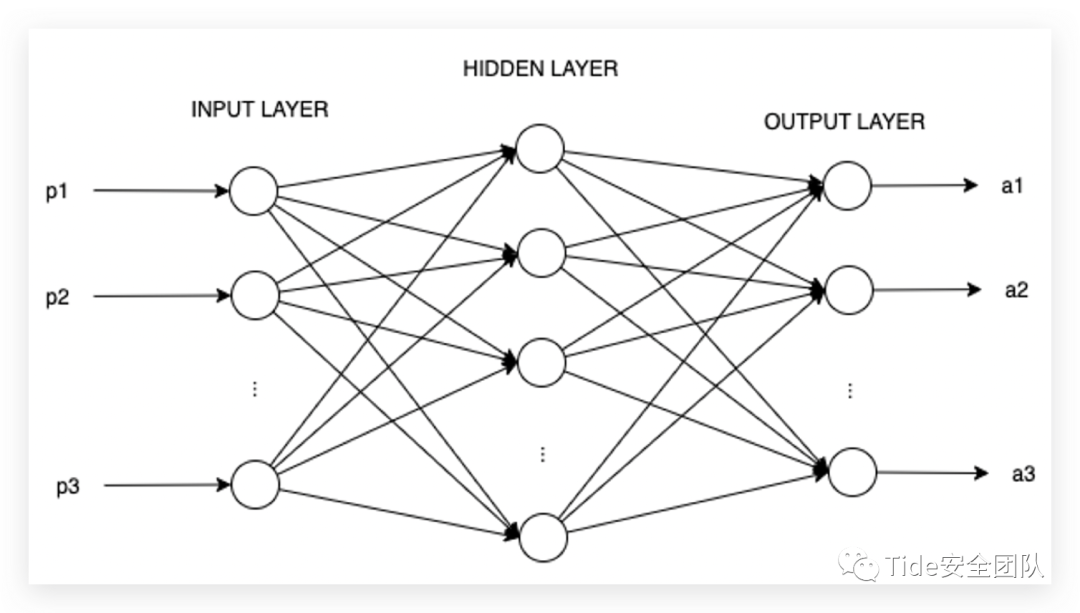 HIDDEN LAYER
INPUT LAYER
OUTPUT LAYER
p1
a1
p2
a2
⋮
⋮
⋮
p3
a3
Tide安全团队